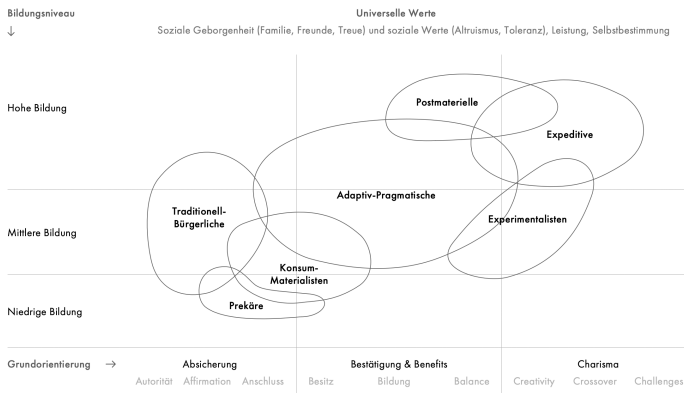 Bildungsniveau
Universelle Werte
↓
Soziale Geborgenheit (Familie, Freunde, Treue) und soziale Werte (Altruismus, Toleranz), Leistung, Selbstbestimmung
Hohe Bildung
Postmaterielle
Expeditive
Adaptiv-Pragmatische
Traditionell-
Bürgerliche
Experimentalisten
Mittlere Bildung
Konsum-
Materialisten
Prekäre
Niedrige Bildung
Grundorientierung → Absicherung Bestätigung & Benefits Charisma
Autorität Affirmation Anschluss Besitz Bildung Balance Creativity Crossover Challenges